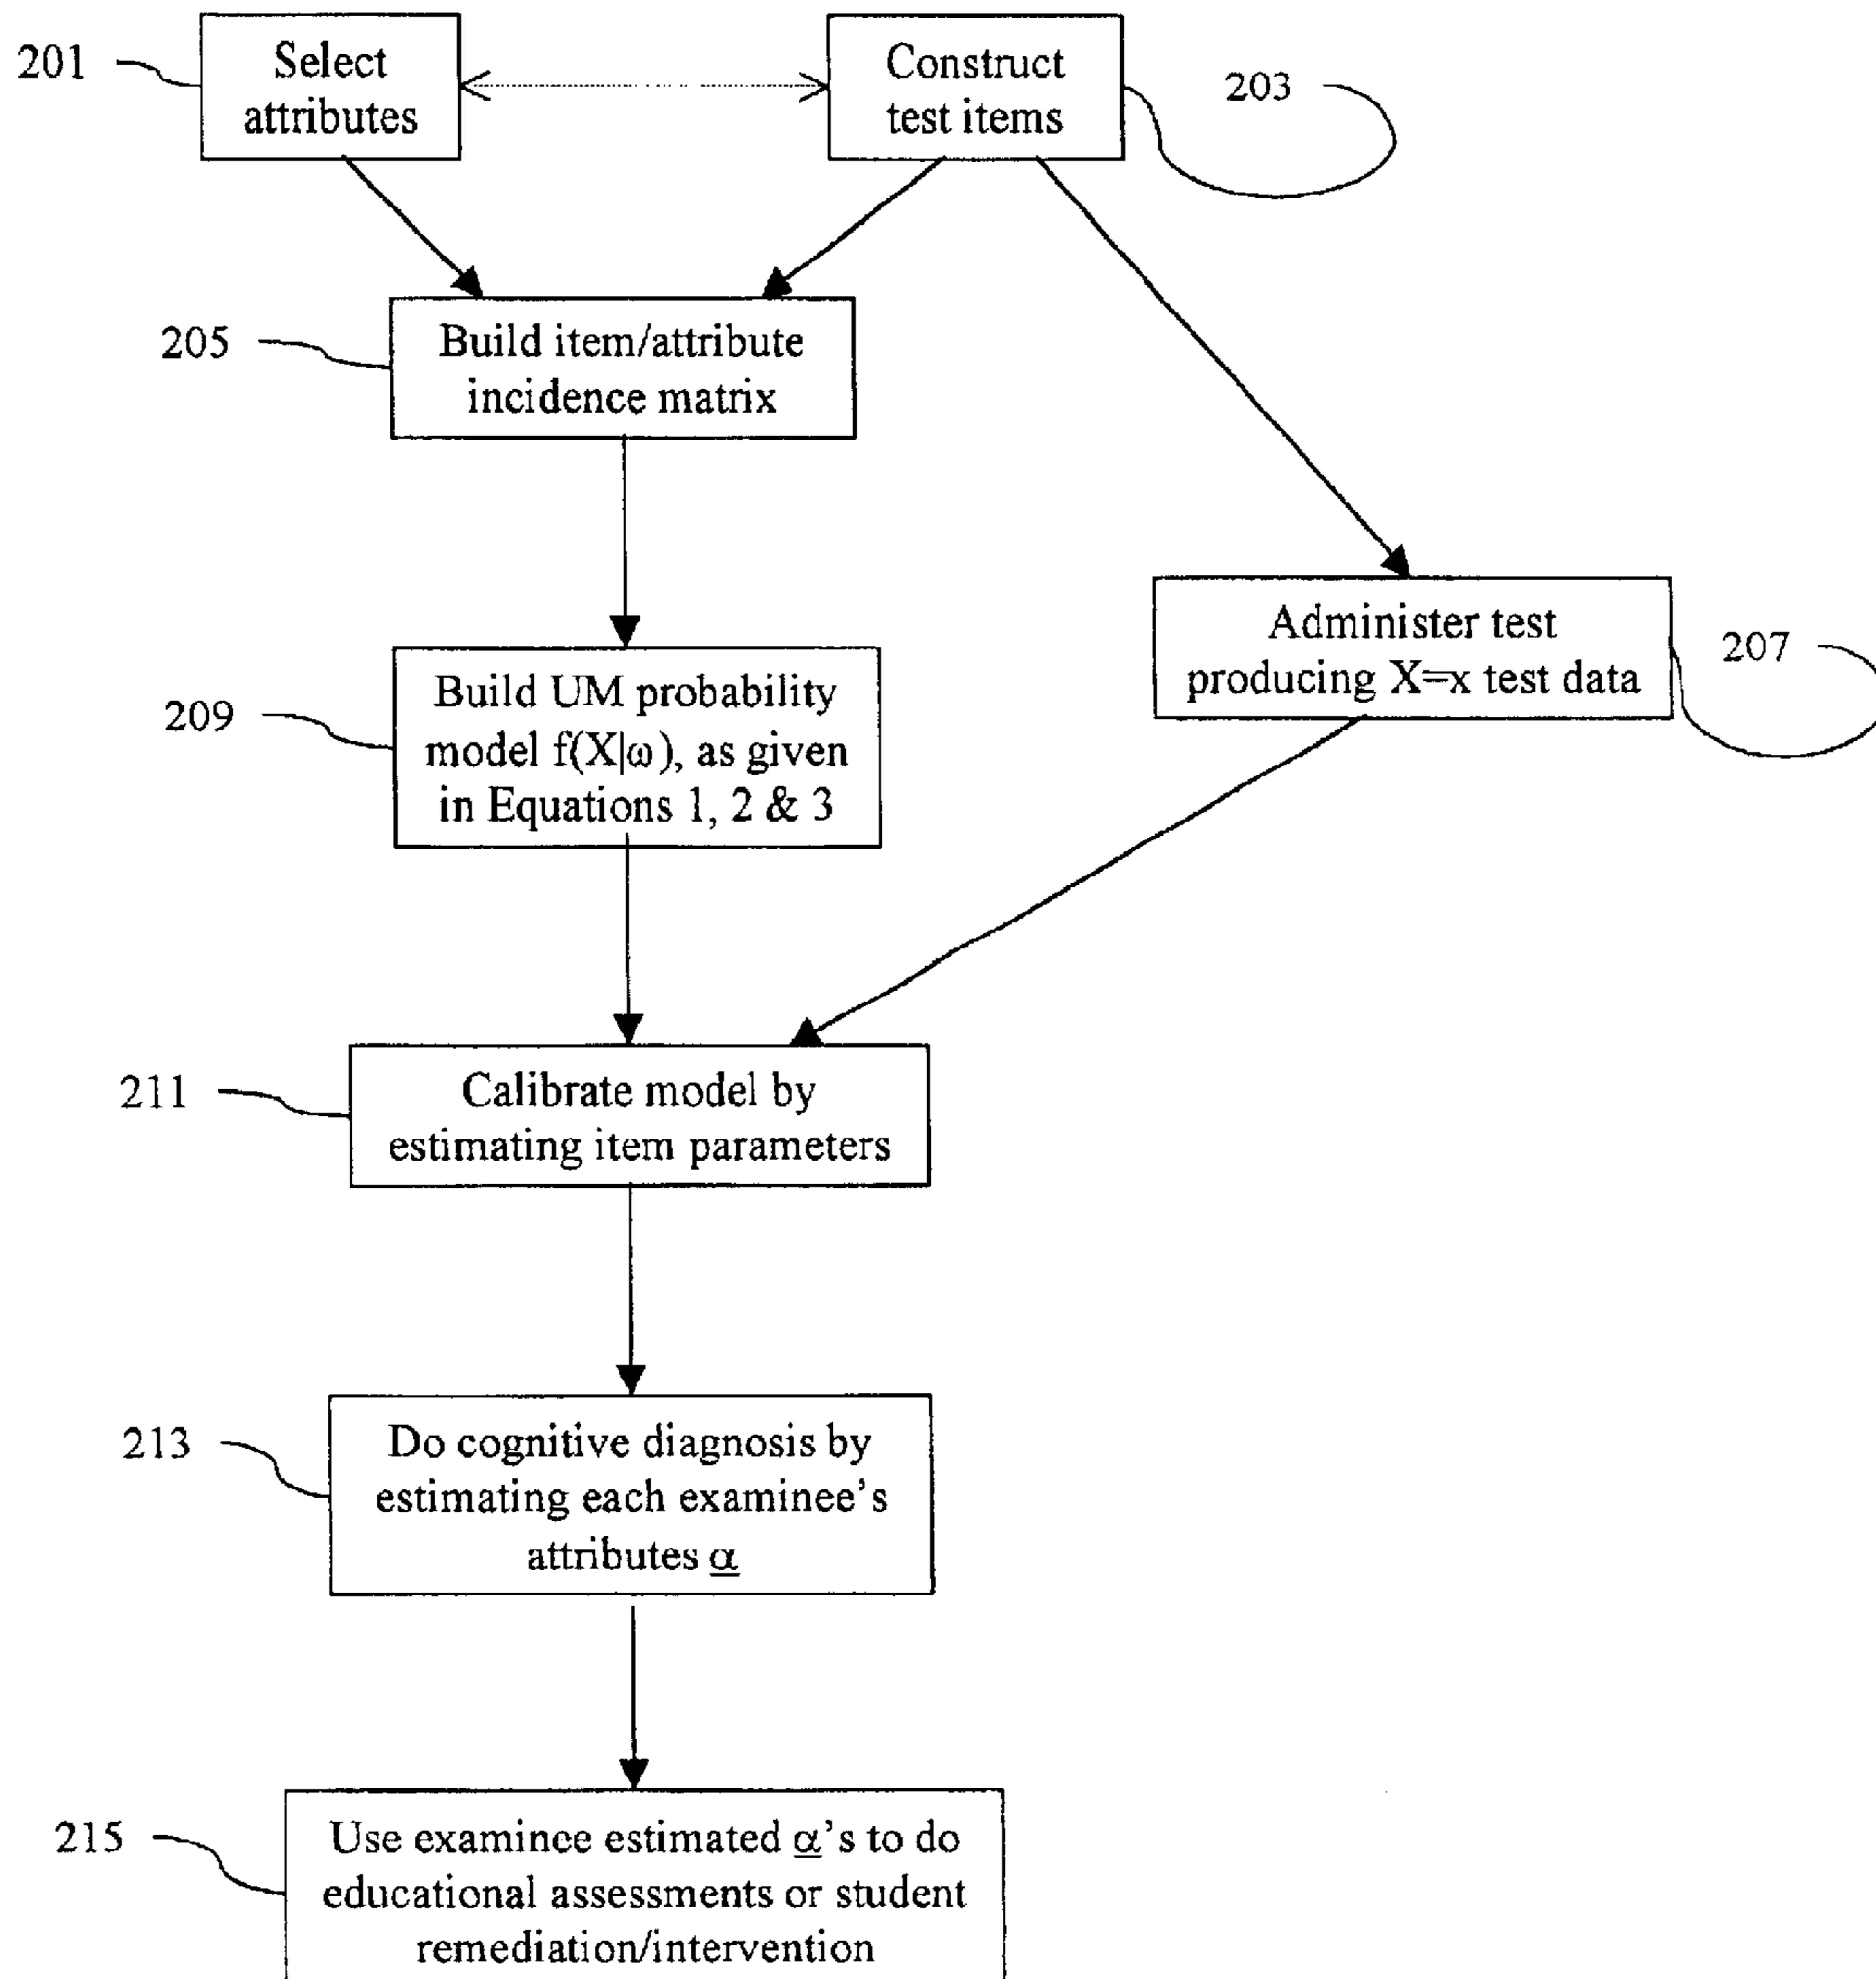 201
Select
attributes
Construct
test items
203
205
Build item/attribute
incidence matrix
Administer test
producing X=x test data
207
209
Build UM probability
model f(X|ω), as given
in Equations 1, 2 & 3
211
Calibrate model by
estimating item parameters
213
Do cognitive diagnosis by
estimating each examinee's
attributes α
215
Use examinee estimated α's to do
educational assessments or student
remediation/intervention